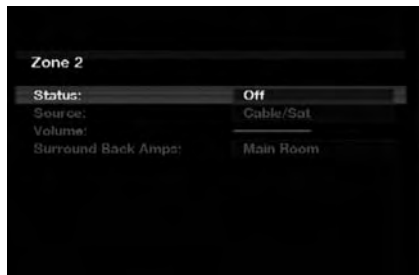 Zone 2
Status: Off
Source: Cable/Sat
Volume:
Surround Back Amps: Main Room